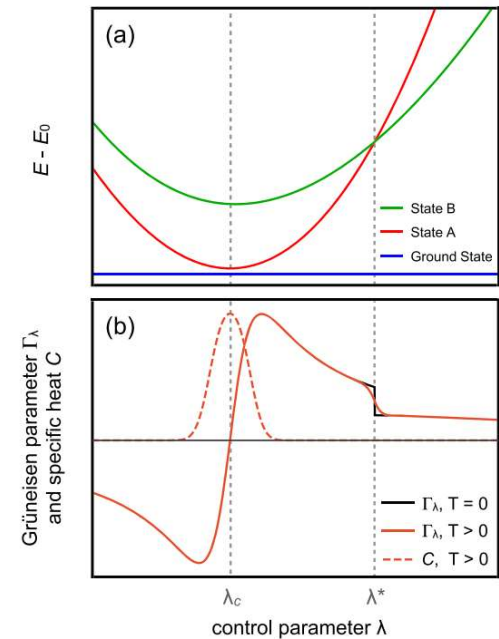 (a)
E - E₀
State B
State A
Ground State
(b)
Grüneisen parameter Γλ
and specific heat C
Γλ, T = 0
Γλ, T > 0
C, T > 0
λc
λ*
control parameter λ